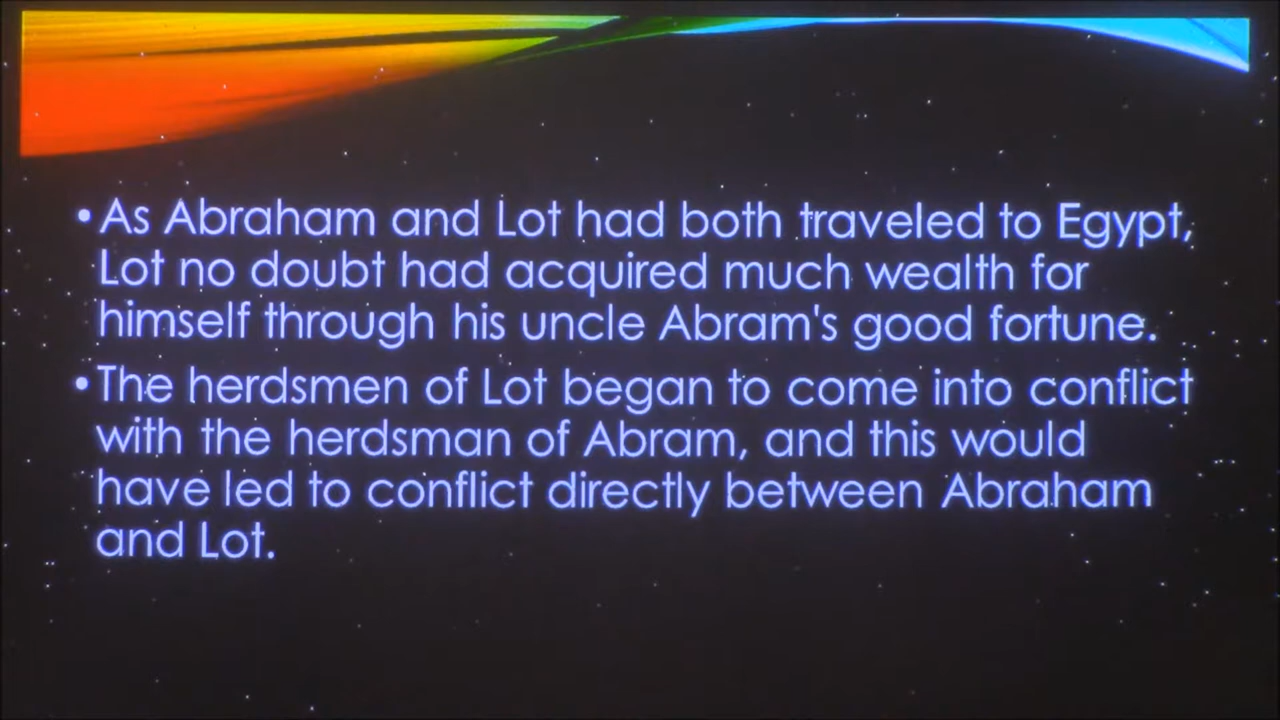 • As Abraham and Lot had both traveled to Egypt,
Lot no doubt had acquired much wealth for
himself through his uncle Abram's good fortune.
• The herdsmen of Lot began to come into conflict
with the herdsman of Abram, and this would
have led to conflict directly between Abraham
and Lot.